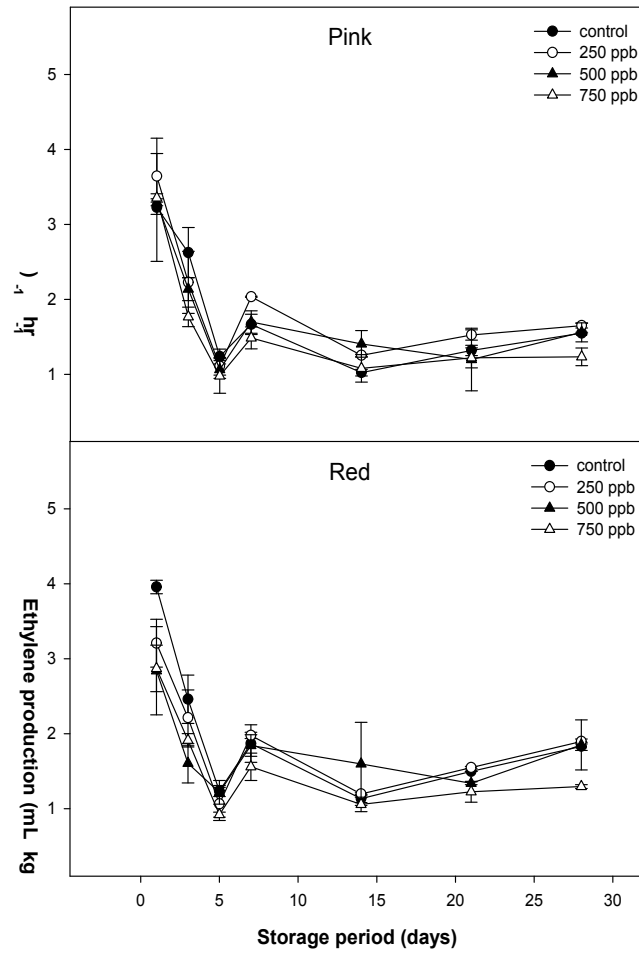 Pink
control
250 ppb
500 ppb
750 ppb
5
4
3
2
1
Red
control
250 ppb
500 ppb
750 ppb
5
4
3
2
1
0 5 10 15 20 25 30
Storage period (days)
Ethylene production (mL kg
-1
hr
-1
)